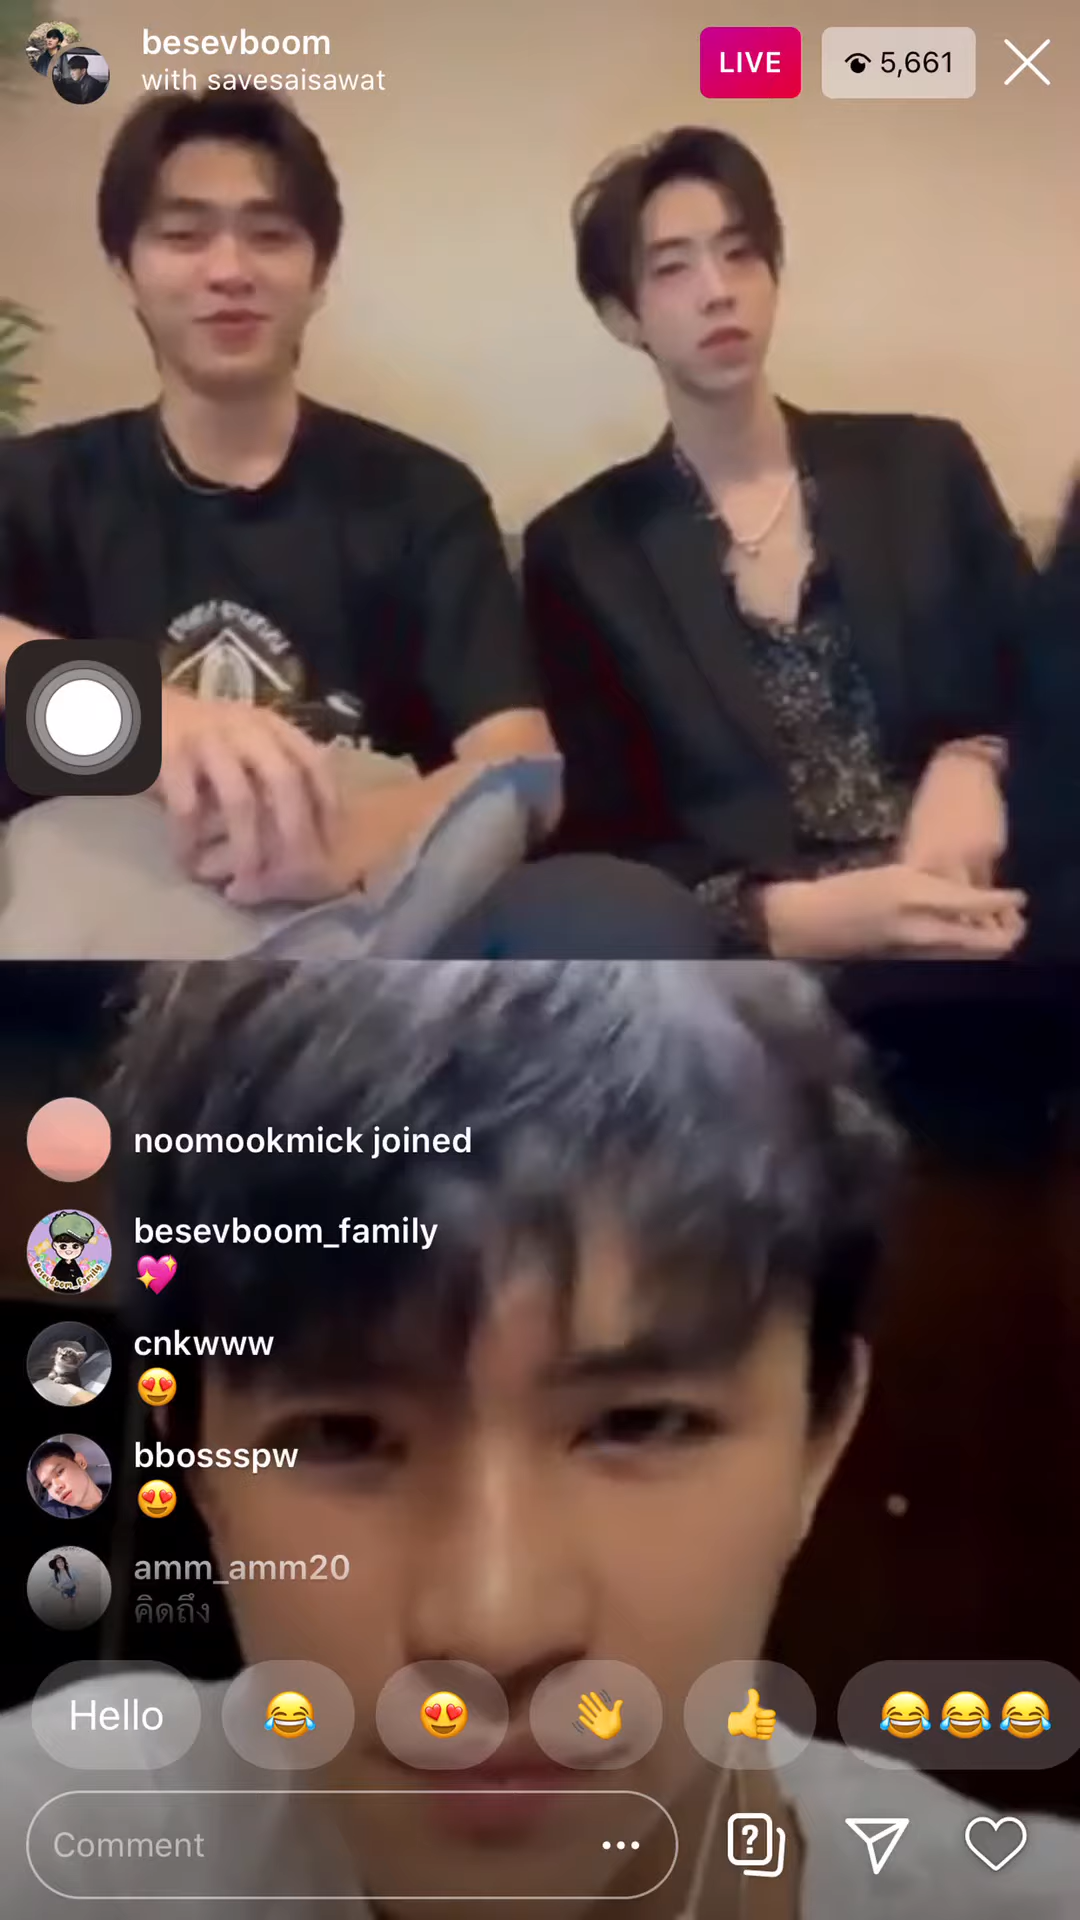 besevboom
with savesaisawat
LIVE
5,661
noomookmick joined
besevboom_family
💖
cnkwww
😍
bbossspw
😍
amm_amm20
คิดถึง
Hello
😂
😍
👋
👍
😂😂😂
Comment